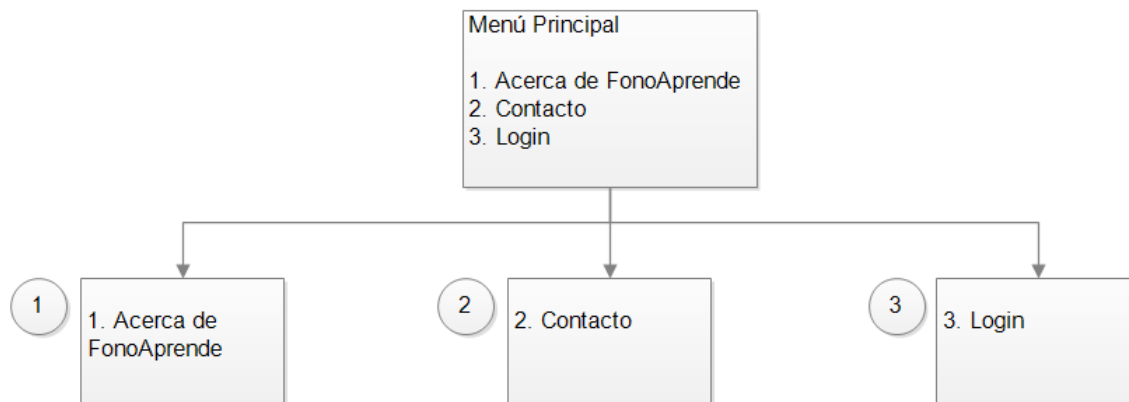 Menú Principal
1. Acerca de FonoAprende
2. Contacto
3. Login
1
1. Acerca de
FonoAprende
2
2. Contacto
3
3. Login